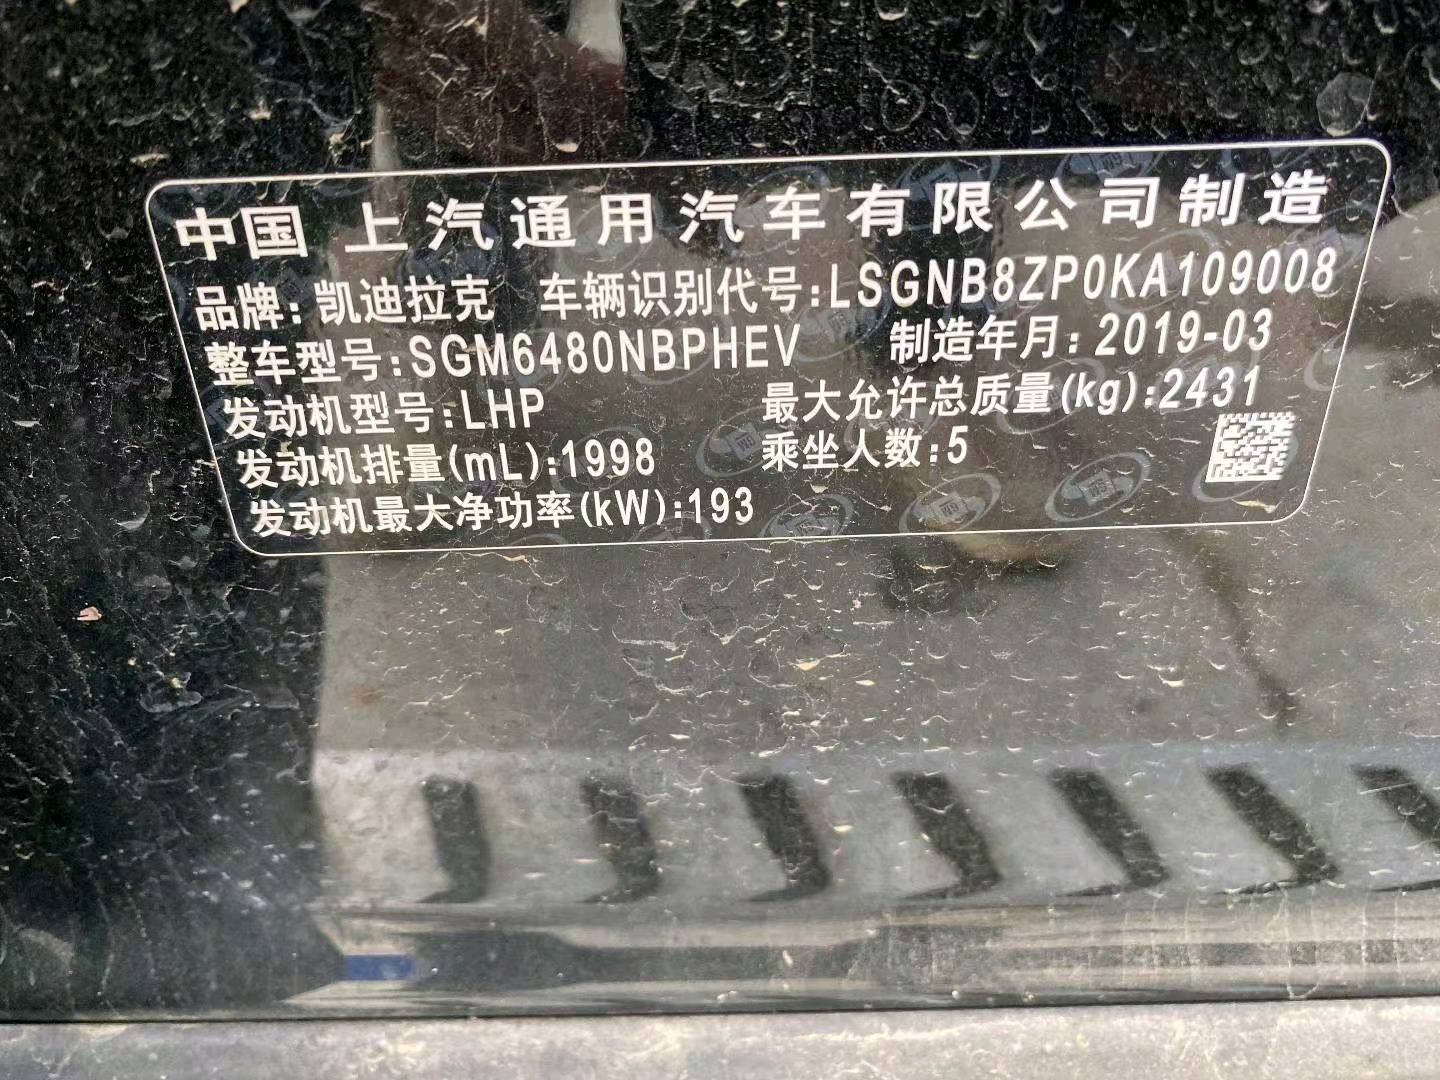 中国 上汽通用汽车有限公司制造
品牌:凯迪拉克 车辆识别代号:LSGNB8ZP0KA109008
整车型号:SGM6480NBPHEV 制造年月:2019-03
发动机型号:LHP 最大允许总质量(kg):2431
发动机排量(mL):1998 乘坐人数:5
发动机最大净功率(kW):193